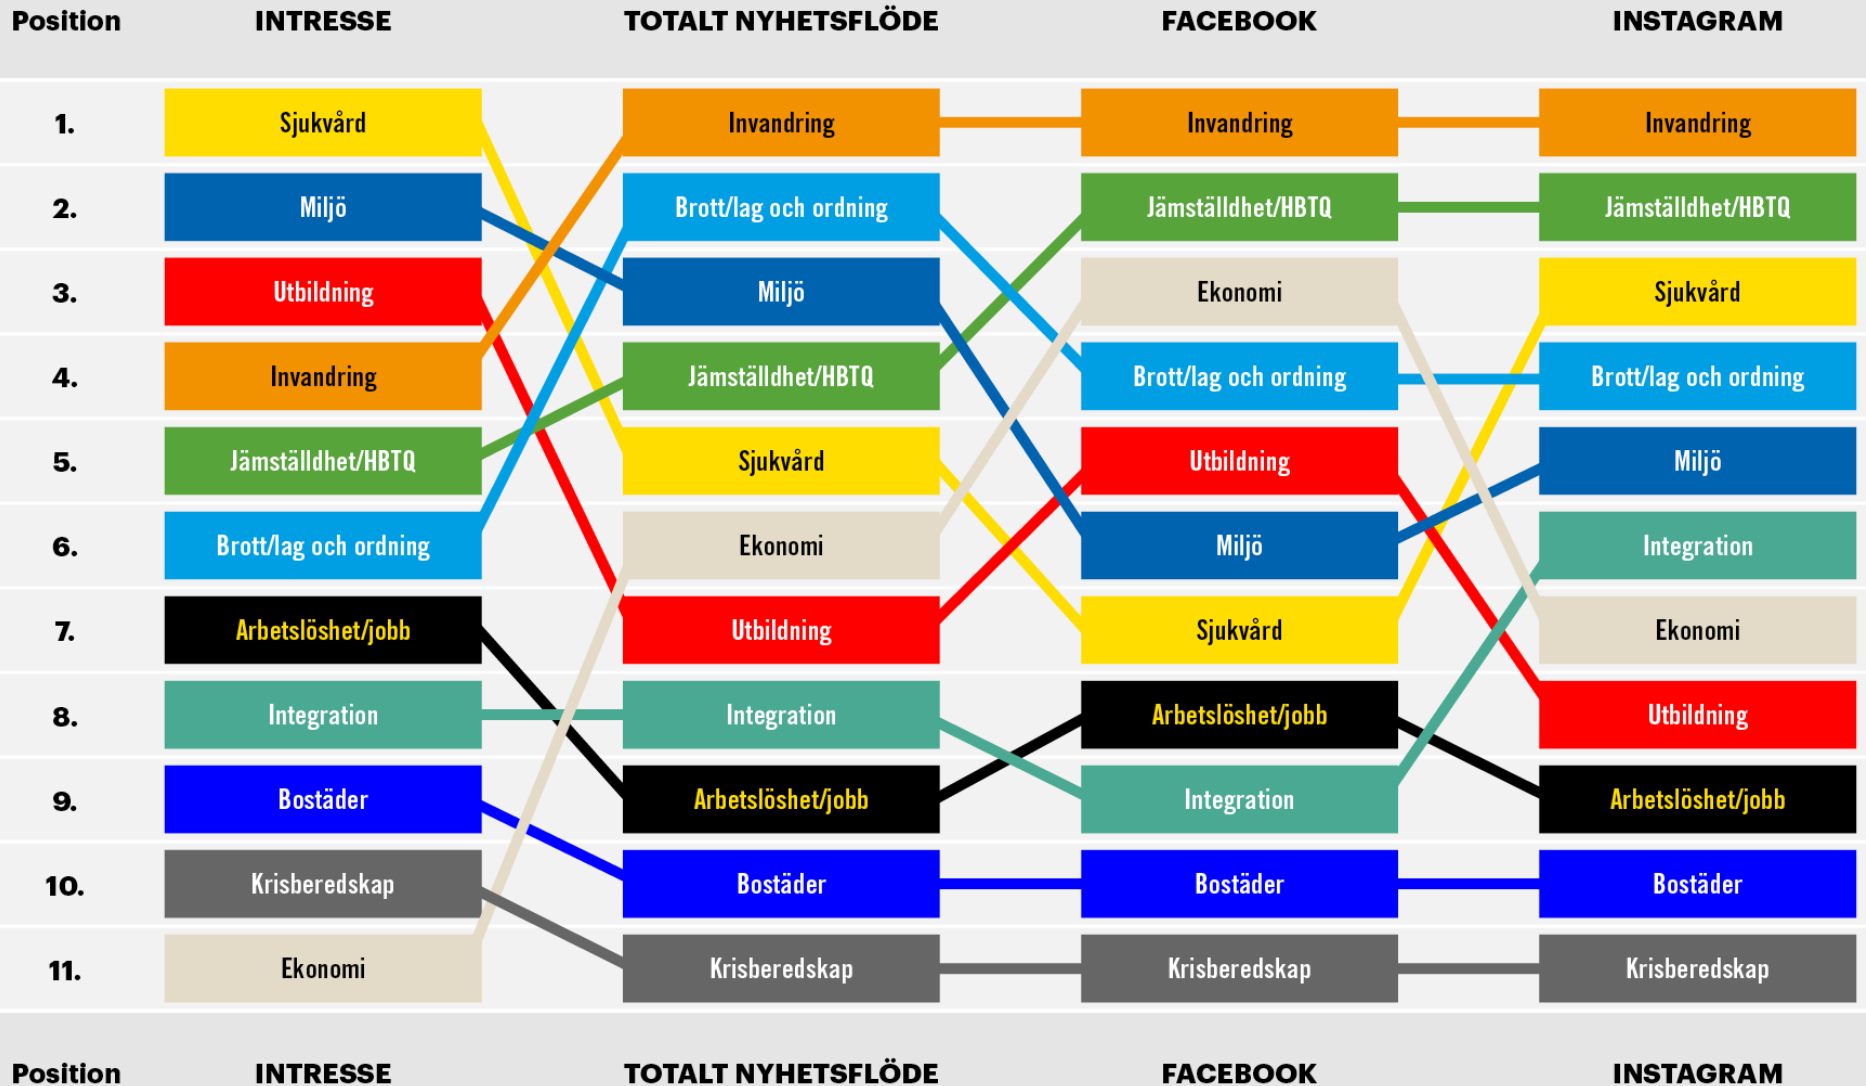 Position INTRESSE TOTALT NYHETSFLÖDE FACEBOOK INSTAGRAM
1. Sjukvård Invandring Invandring Invandring
2. Miljö Brott/lag och ordning Jämställdhet/HBTQ Jämställdhet/HBTQ
3. Utbildning Miljö Ekonomi Sjukvård
4. Invandring Jämställdhet/HBTQ Brott/lag och ordning Brott/lag och ordning
5. Jämställdhet/HBTQ Sjukvård Utbildning Miljö
6. Brott/lag och ordning Ekonomi Miljö Integration
7. Arbetslöshet/jobb Utbildning Sjukvård Ekonomi
8. Integration Integration Arbetslöshet/jobb Utbildning
9. Bostäder Arbetslöshet/jobb Integration Arbetslöshet/jobb
10. Krisberedskap Bostäder Bostäder Bostäder
11. Ekonomi Krisberedskap Krisberedskap Krisberedskap
Position INTRESSE TOTALT NYHETSFLÖDE FACEBOOK INSTAGRAM